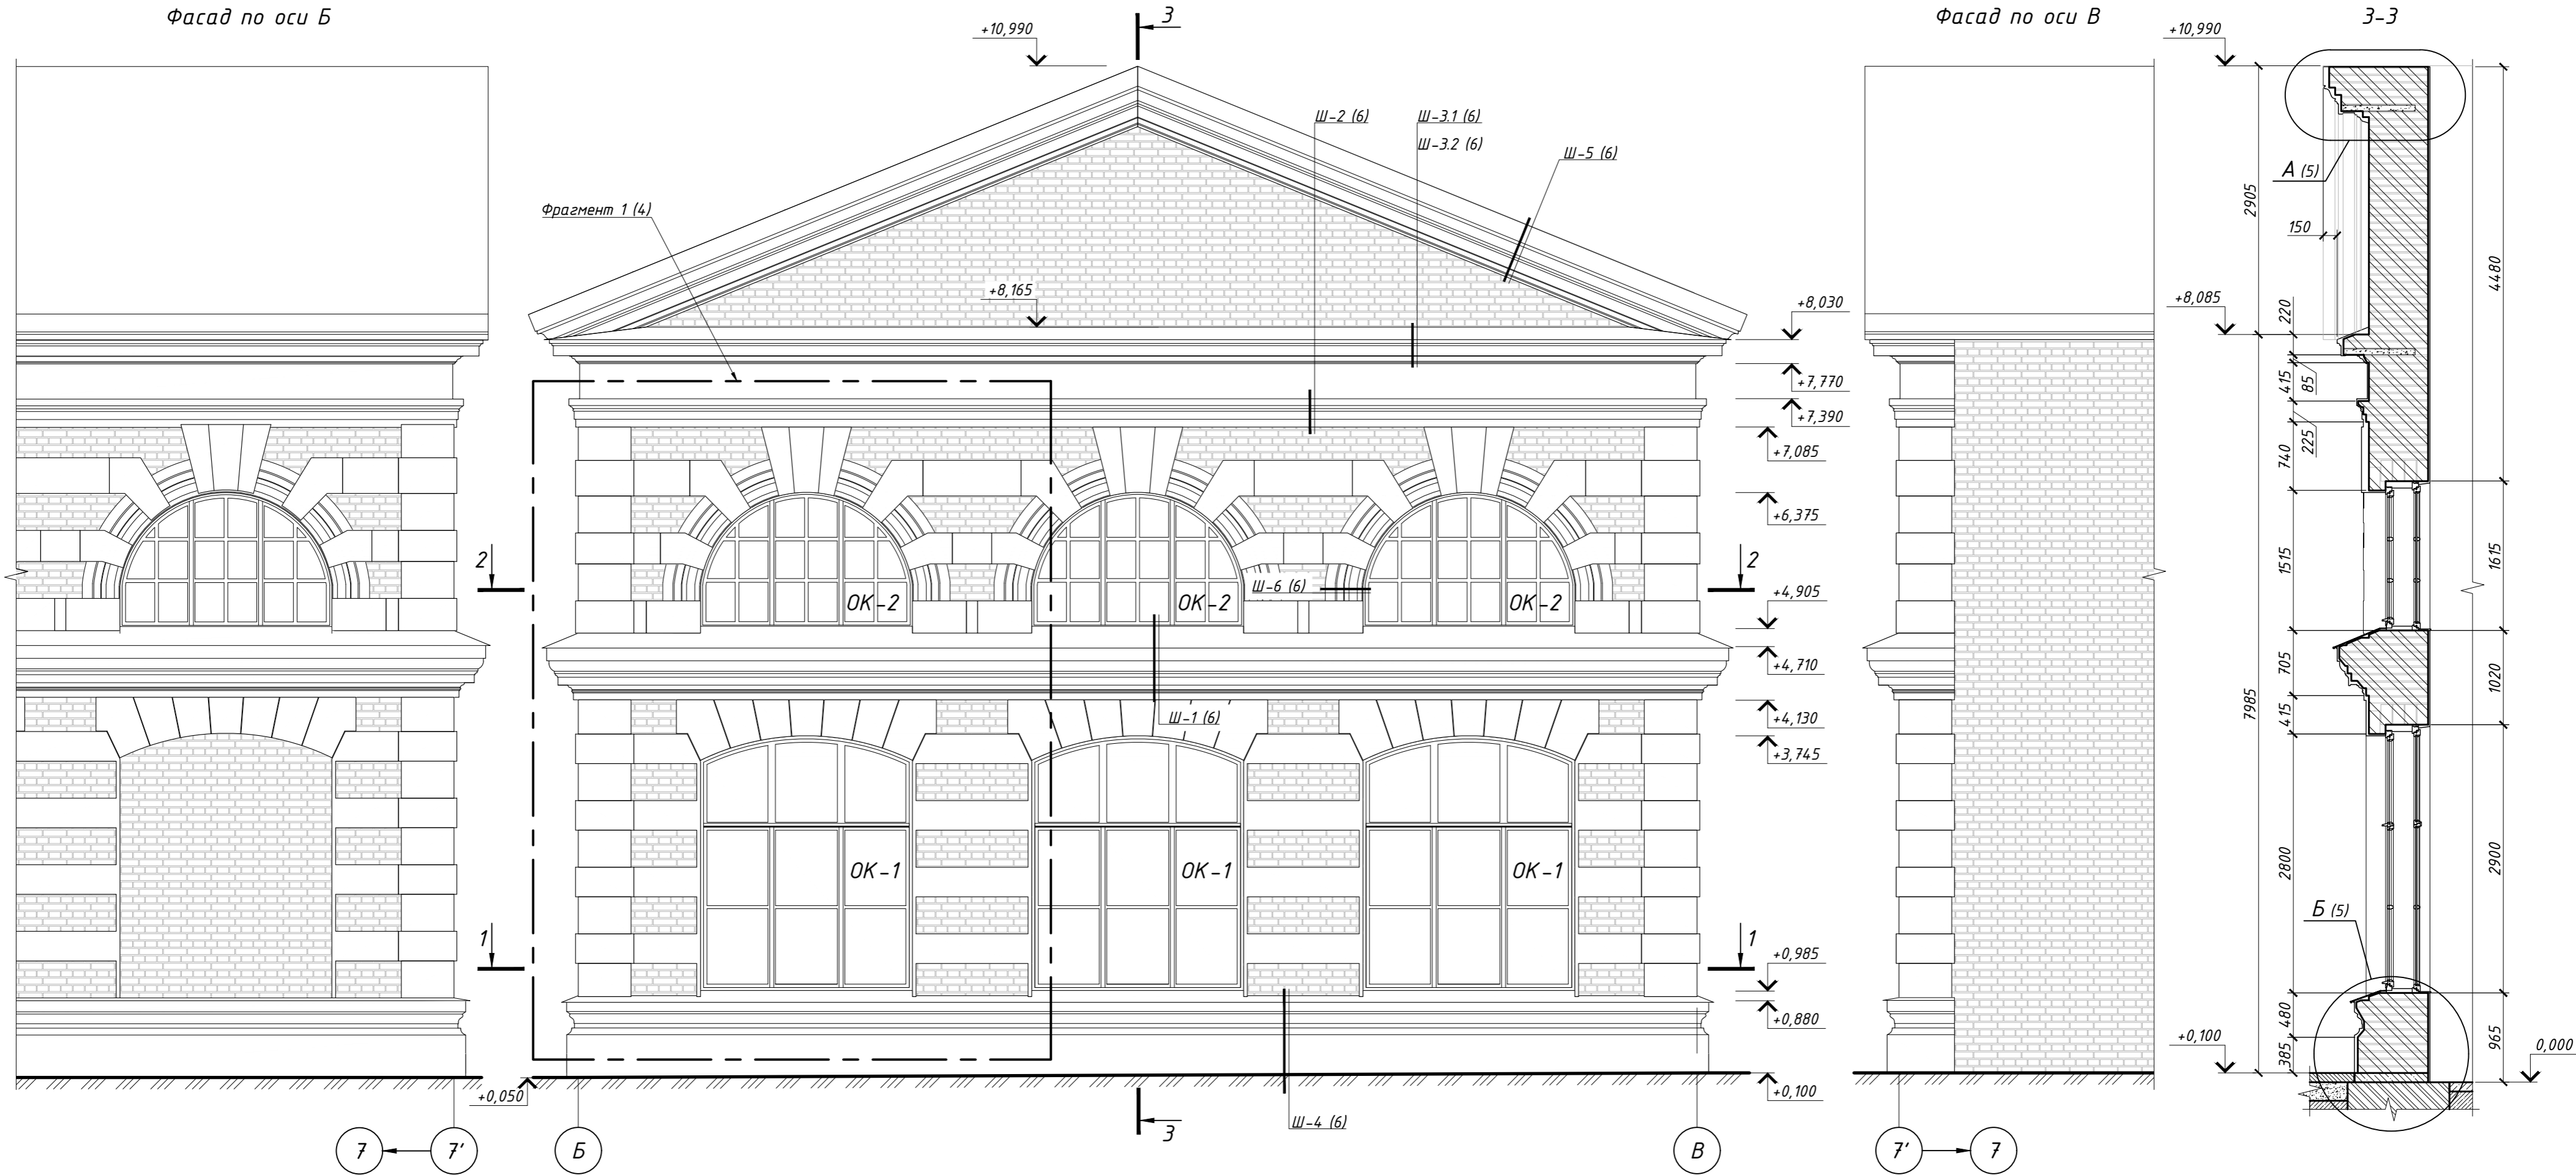 Фасад по оси Б
Фасад по оси В
3-3
3
+10,990
+10,990
Ш-2 (6)
Ш-3.1 (6)
Ш-3.2 (6)
Ш-5 (6)
А (5)
Фрагмент 1 (4)
2905
150
4480
+8,165
+8,030
+8,085
220
+7,770
415
85
+7,390
+7,085
740
225
+6,375
2
2
1515
1615
Ш-6 (6)
ОК-2
ОК-2
ОК-2
+4,905
+4,710
705
1020
Ш-1 (6)
+4,130
415
7985
+3,745
ОК-1
ОК-1
ОК-1
2800
2900
Б (5)
1
1
+0,985
+0,880
480
385
965
+0,100
0,000
+0,050
+0,100
Ш-4 (6)
3
7
7'
Б
В
7'
7